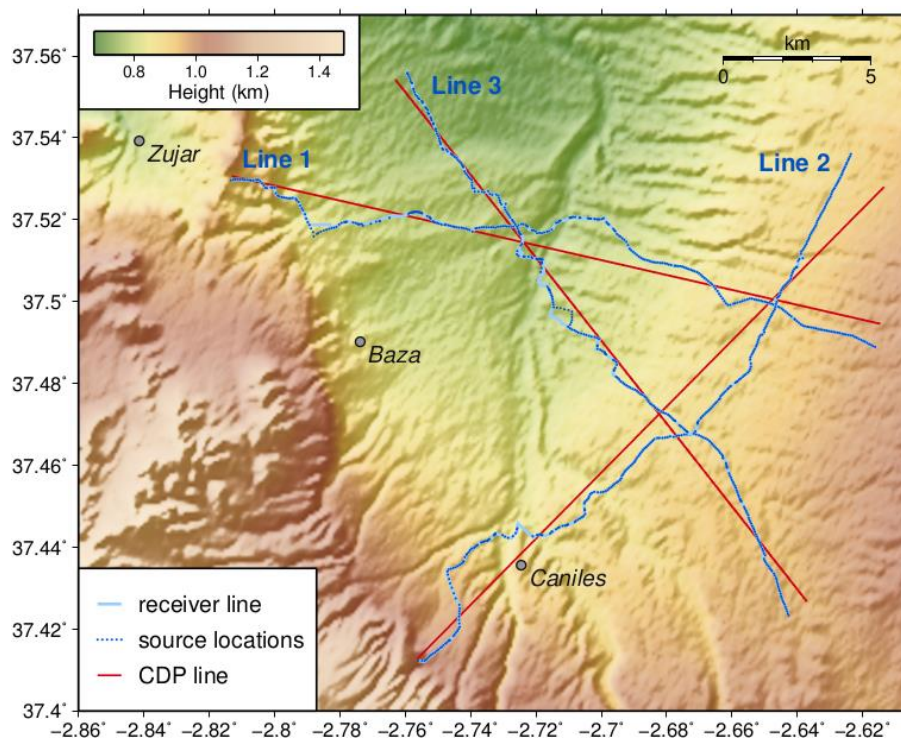 km
0 5
0.8 1.0 1.2 1.4
Height (km)
Line 3
Line 1
Line 2
Zujar
Baza
Caniles
receiver line
source locations
CDP line
37.56°
37.54°
37.52°
37.5°
37.48°
37.46°
37.44°
37.42°
37.4°
−2.86° −2.84° −2.82° −2.8° −2.78° −2.76° −2.74° −2.72° −2.7° −2.68° −2.66° −2.64° −2.62°